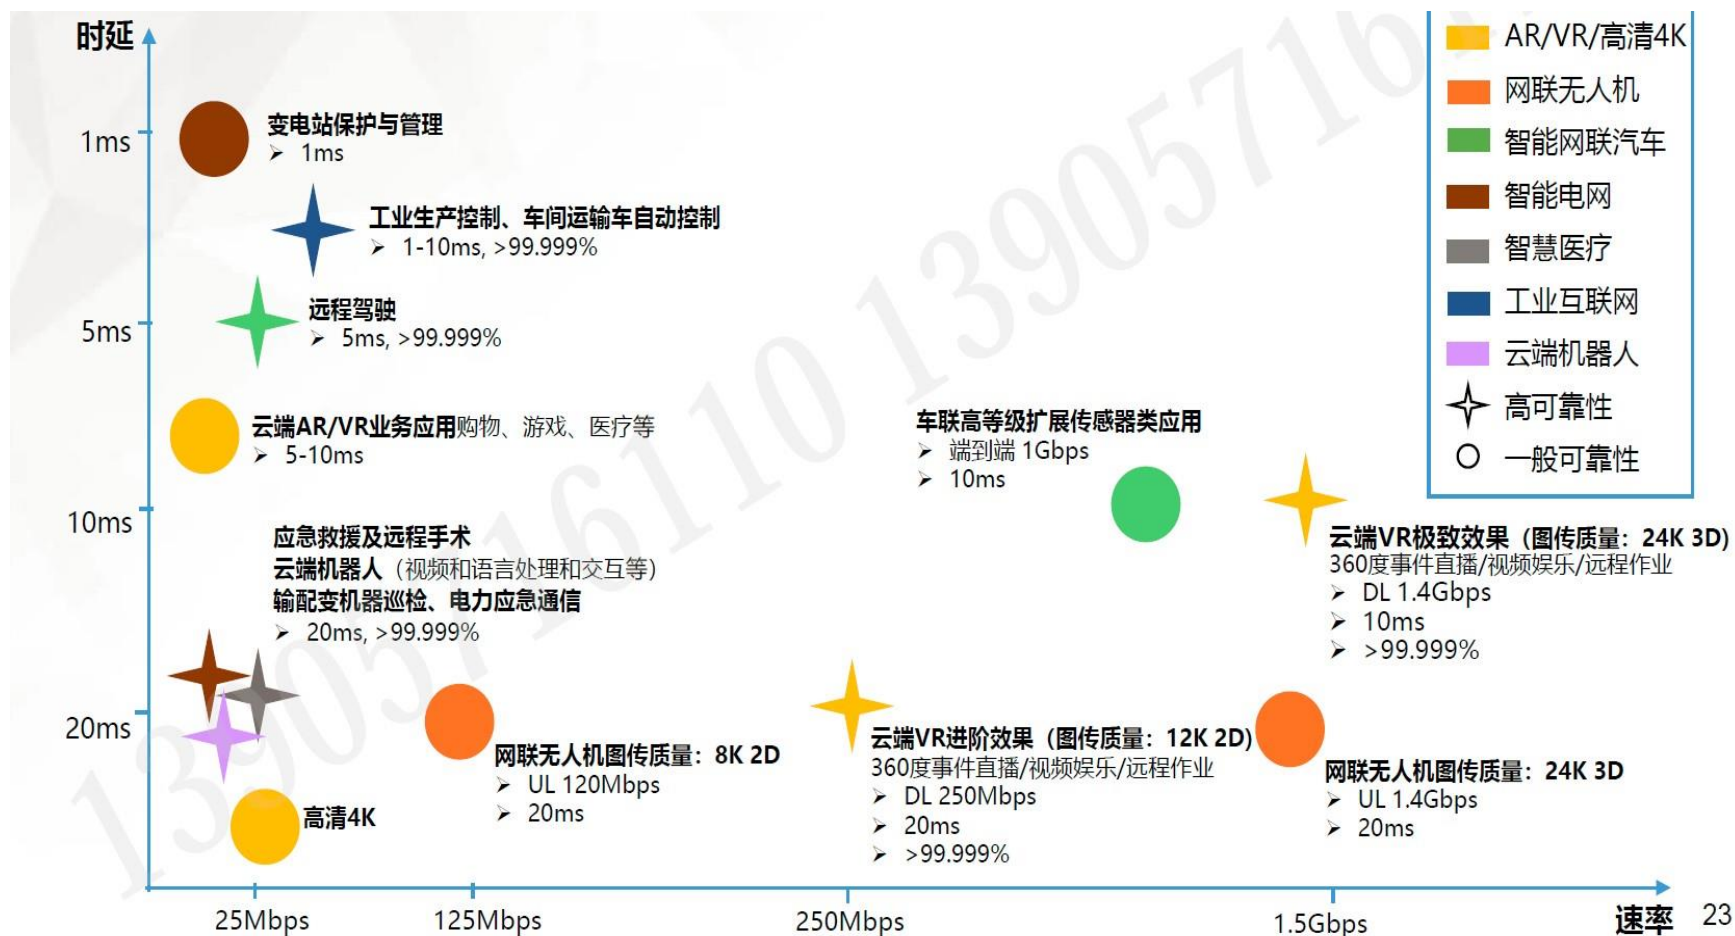 时延
1ms
5ms
10ms
20ms
变电站保护与管理
➢ 1ms
工业生产控制、车间运输车自动控制
➢ 1-10ms, >99.999%
远程驾驶
➢ 5ms, >99.999%
云端AR/VR业务应用购物、游戏、医疗等
➢ 5-10ms
车联高等级扩展传感器类应用
➢ 端到端 1Gbps
➢ 10ms
应急救援及远程手术
云端机器人（视频和语言处理和交互等）
输配变机器巡检、电力应急通信
➢ 20ms, >99.999%
云端VR极致效果（图传质量：24K 3D)
360度事件直播/视频娱乐/远程作业
➢ DL 1.4Gbps
➢ 10ms
➢ >99.999%
网联无人机图传质量：8K 2D
➢ UL 120Mbps
➢ 20ms
云端VR进阶效果（图传质量：12K 2D)
360度事件直播/视频娱乐/远程作业
➢ DL 250Mbps
➢ 20ms
➢ >99.999%
网联无人机图传质量：24K 3D
➢ UL 1.4Gbps
➢ 20ms
高清4K
AR/VR/高清4K
网联无人机
智能网联汽车
智能电网
智慧医疗
工业互联网
云端机器人
高可靠性
一般可靠性
25Mbps
125Mbps
250Mbps
1.5Gbps
速率
23
13905716110 139057161